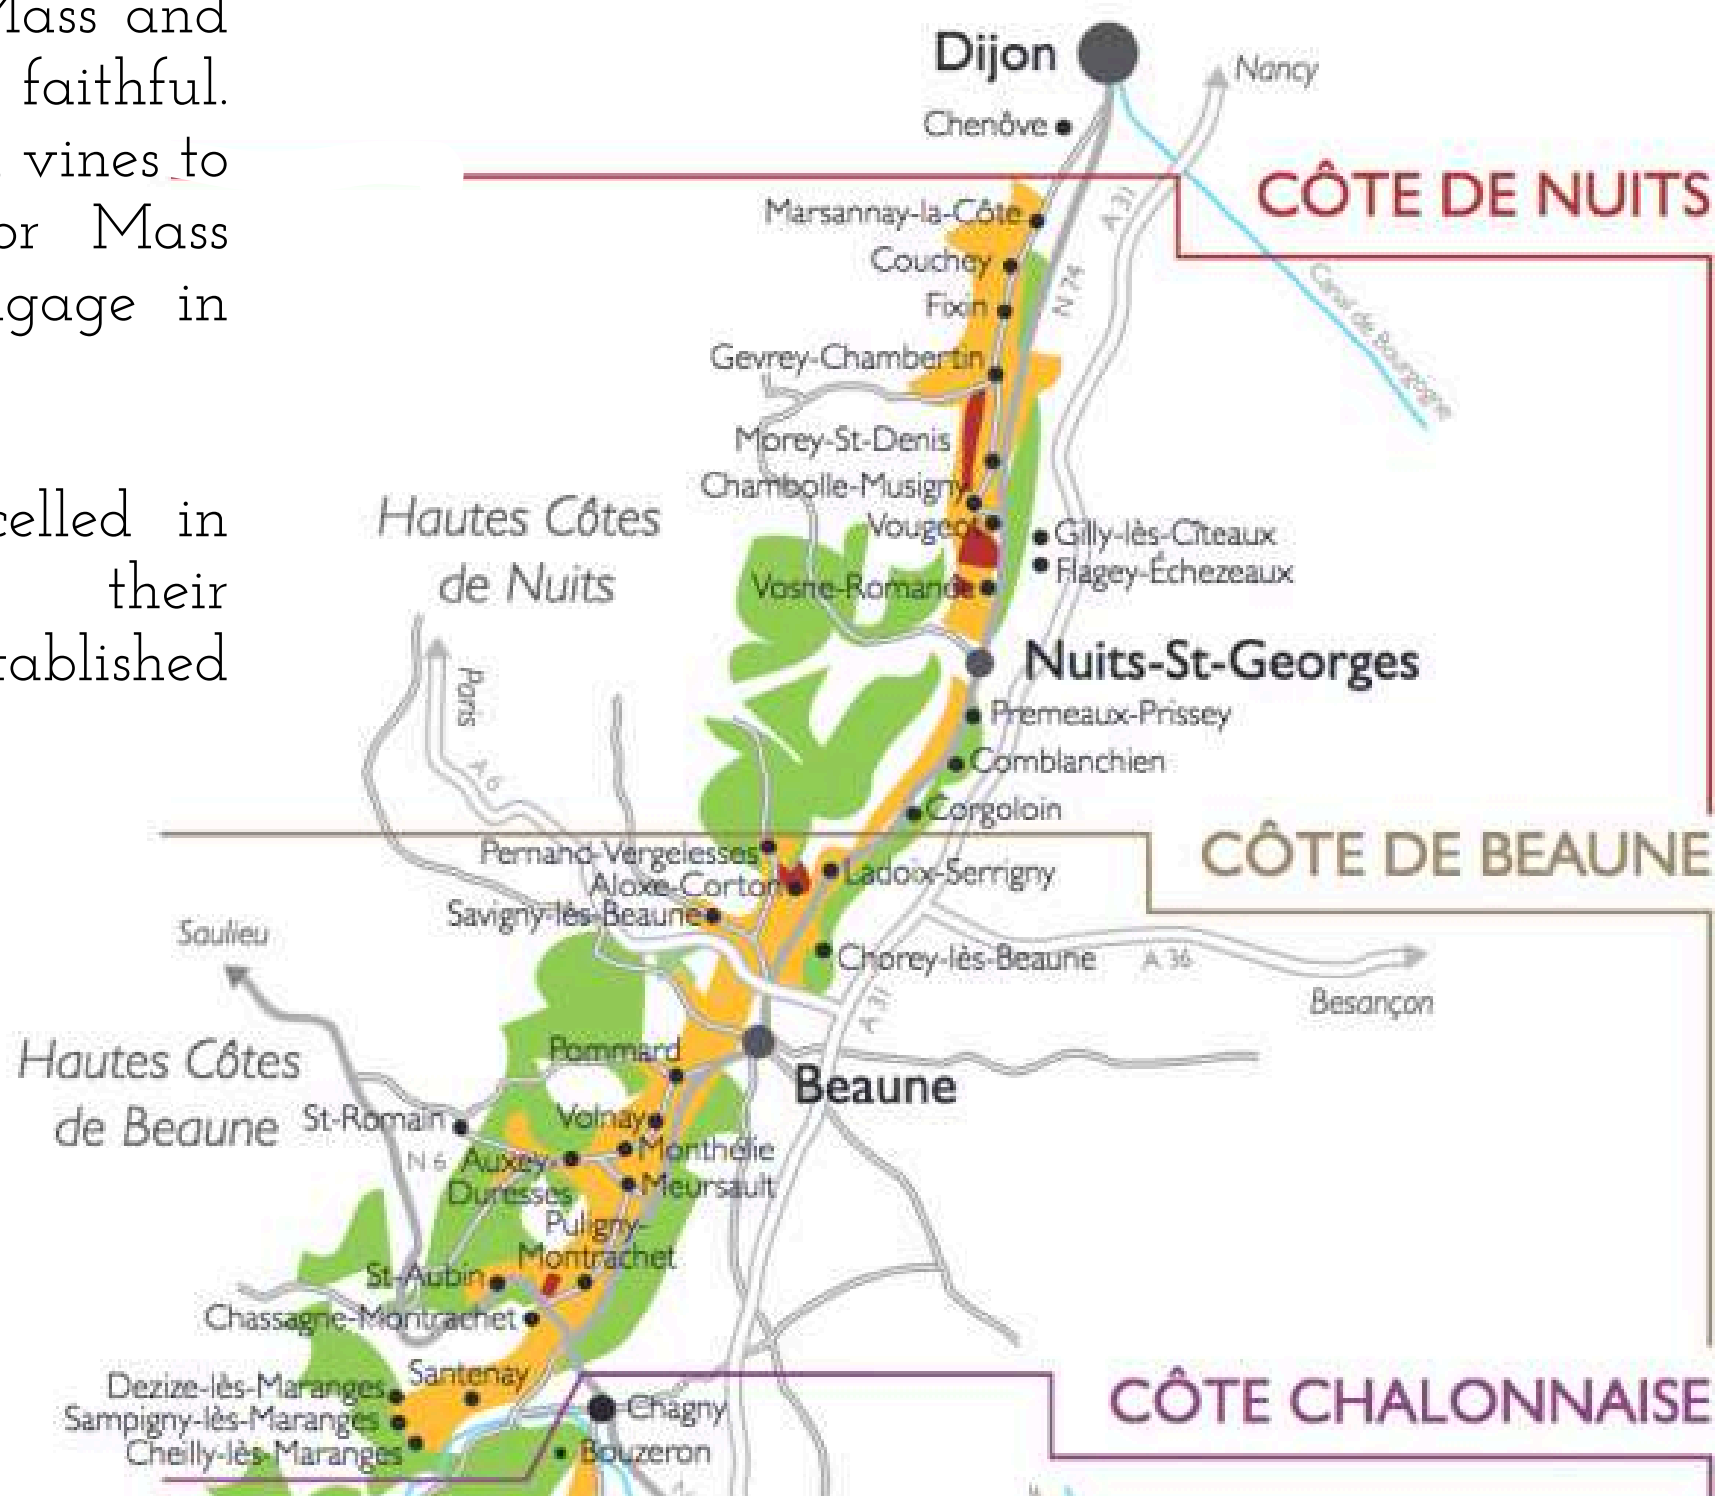 Mass and
faithful.
vines to
or Mass
gage in
celled in
their
tablished
Dijon
Nancy
Chenôve
CÔTE DE NUITS
Marsannay-la-Côte
A 31
Couchey
N 74
Canal de Bourgogne
Fixin
Gevrey-Chambertin
Morey-St-Denis
Chambolle-Musigny
Hautes Côtes
de Nuits
Vougeot
Gilly-lès-Cîteaux
Flagey-Échezeaux
Vosne-Romanée
Nuits-St-Georges
Paris
Premeaux-Prissey
A 6
Comblanchien
Corgoloin
CÔTE DE BEAUNE
Pernand-Vergelesses
Ladoix-Serrigny
Aloxe-Corton
Savigny-lès-Beaune
Saulieu
Chorey-lès-Beaune
A 36
Besançon
A 31
Hautes Côtes
de Beaune
Pommard
Beaune
St-Romain
Volnay
Monthélie
N 6
Auxey-
Duresses
Meursault
Puligny-
Montrachet
St-Aubin
Chassagne-Montrachet
Santenay
Dezize-lès-Maranges
Sampigny-lès-Maranges
Cheilly-lès-Maranges
CÔTE CHALONNAISE
Chagny
Bouzeron